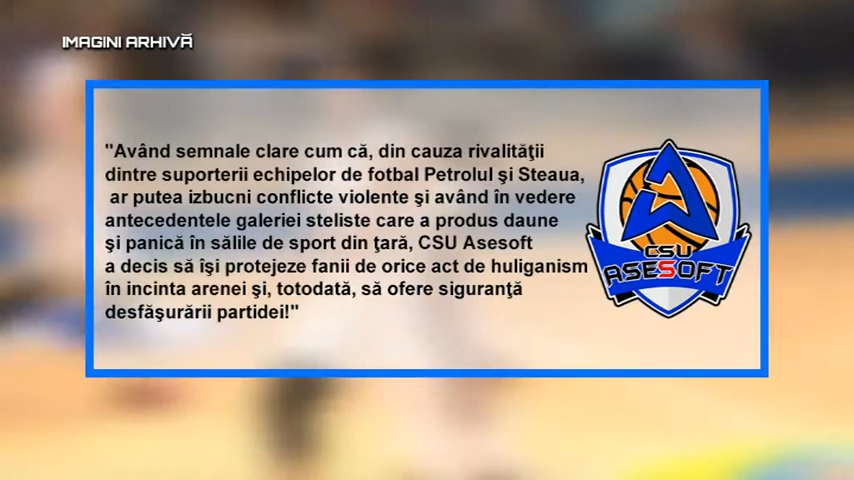 IMAGINI ARHIVĂ
"Având semnale clare cum că, din cauza rivalităţii
dintre suporterii echipelor de fotbal Petrolul şi Steaua,
ar putea izbucni conflicte violente şi având în vedere
antecedentele galeriei steliste care a produs daune
şi panică în sălile de sport din ţară, CSU Asesoft
a decis să îşi protejeze fanii de orice act de huliganism
în incinta arenei şi, totodată, să ofere siguranţă
desfăşurării partidei!"
CSU
ASESOFT